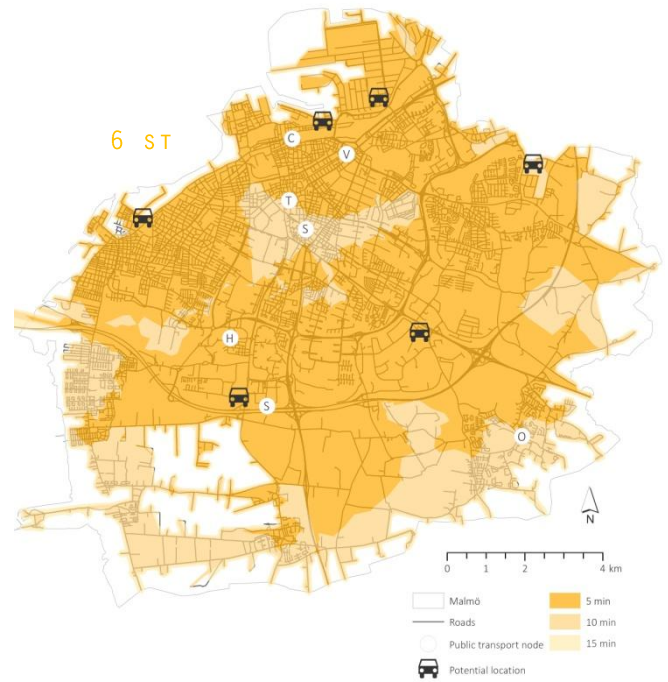 6 ST
C
V
T
S
H
S
O
N
0 1 2 4 km
Malmö
Roads
Public transport node
Potential location
5 min
10 min
15 min